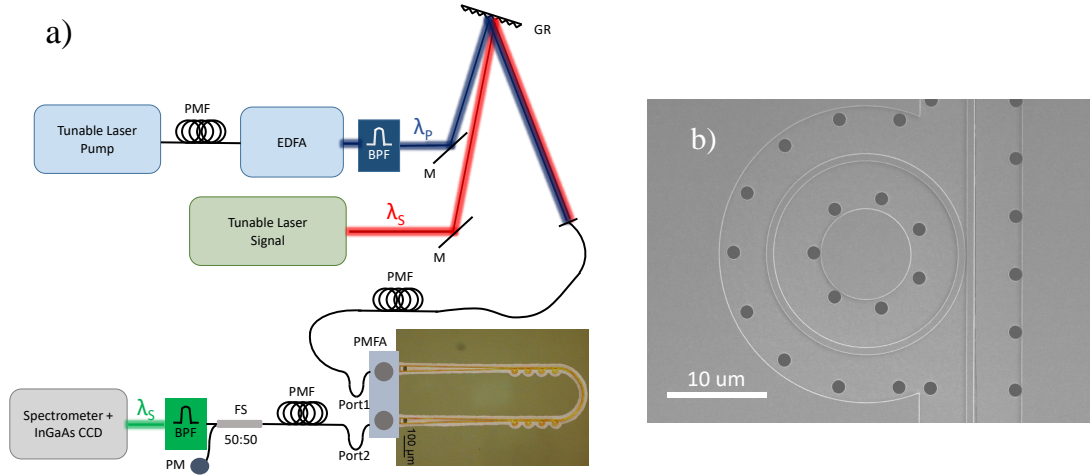 a)
GR
PMF
Tunable Laser
Pump
EDFA
BPF
λP
M
Tunable Laser
Signal
λS
M
PMF
PMFA
Port1
PMF
Port2
100 μm
Spectrometer +
InGaAs CCD
λS
BPF
FS
50:50
PM
b)
10 um